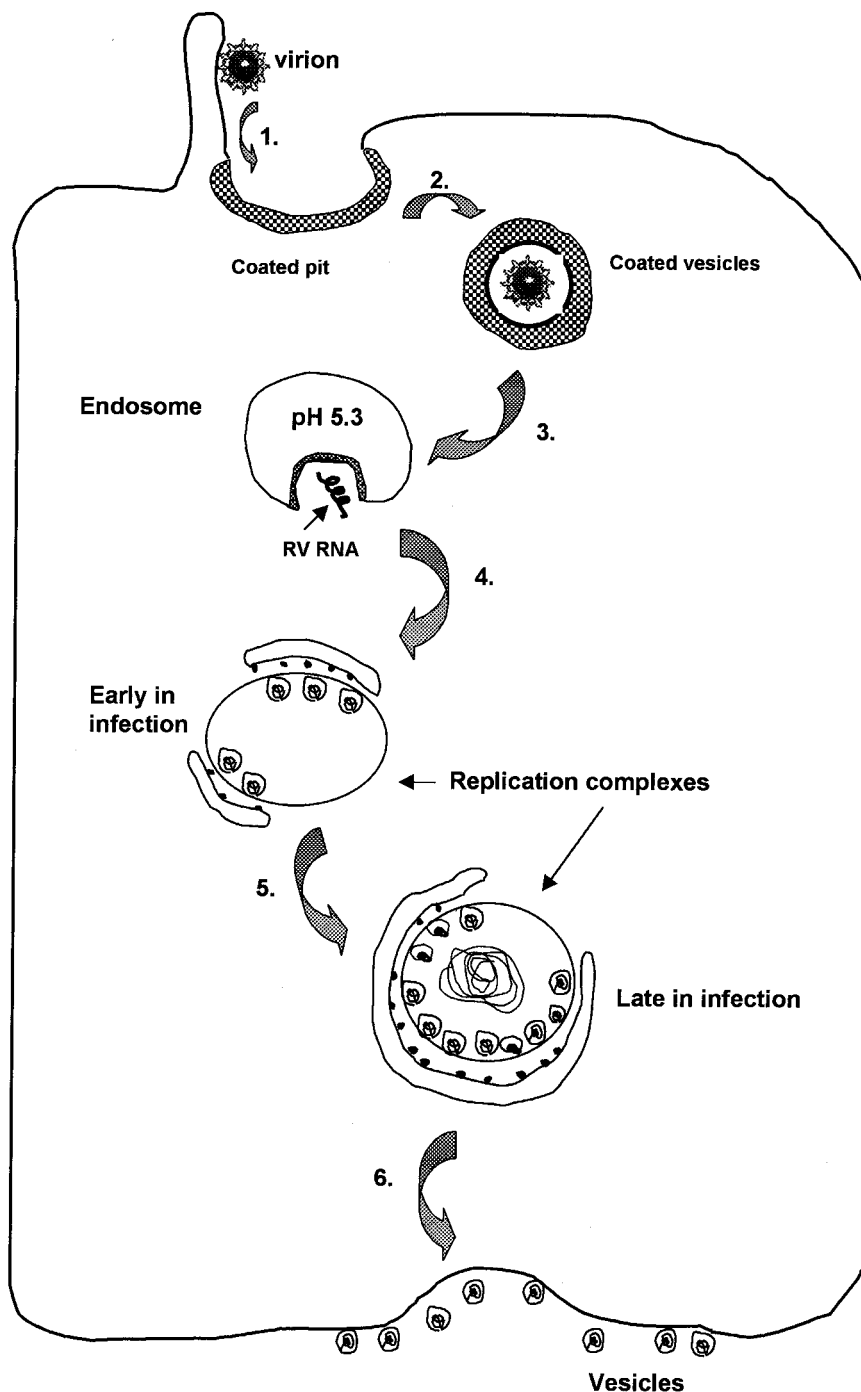 virion
1.
2.
Coated pit
Coated vesicles
Endosome
pH 5.3
3.
RV RNA
4.
Early in
infection
Replication complexes
5.
Late in infection
6.
Vesicles